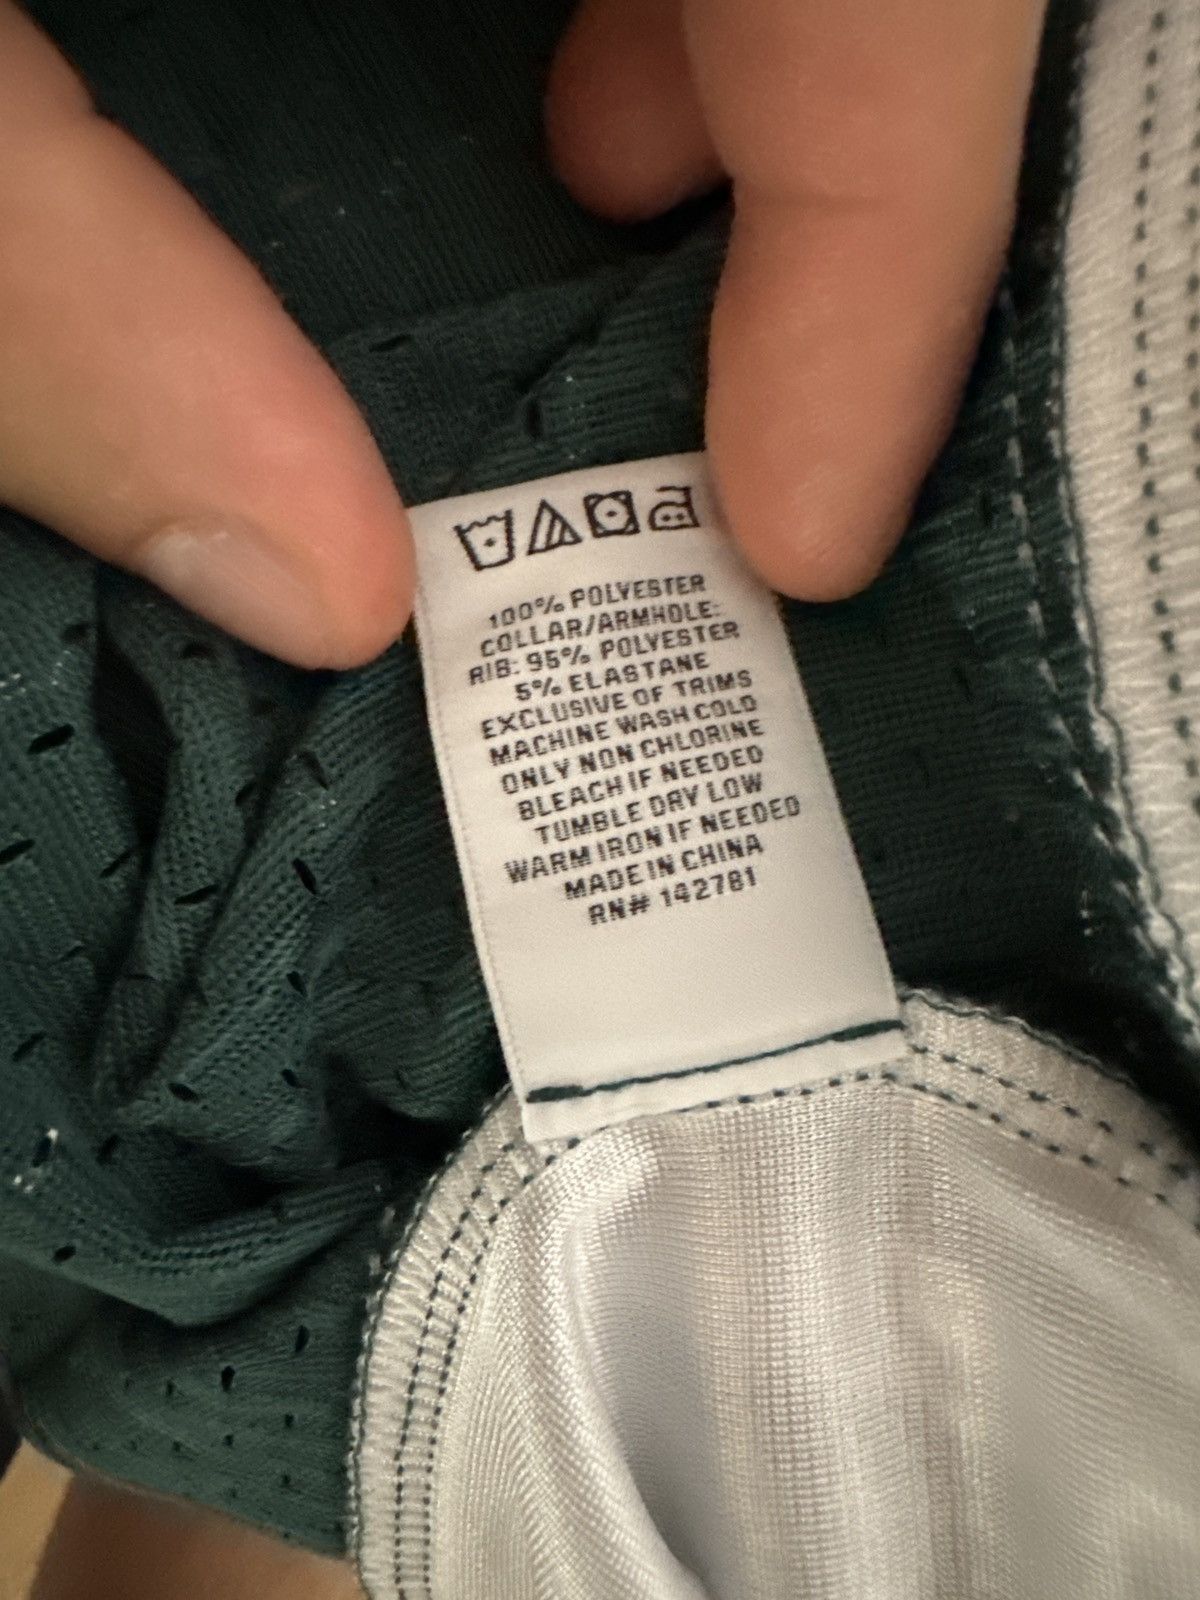 100% POLYESTER
COLLAR/ARMHOLE:
RIB: 95% POLYESTER
5% ELASTANE
EXCLUSIVE OF TRIMS
MACHINE WASH COLD
ONLY NON CHLORINE
BLEACH IF NEEDED
TUMBLE DRY LOW
WARM IRON IF NEEDED
MADE IN CHINA
RN# 142781